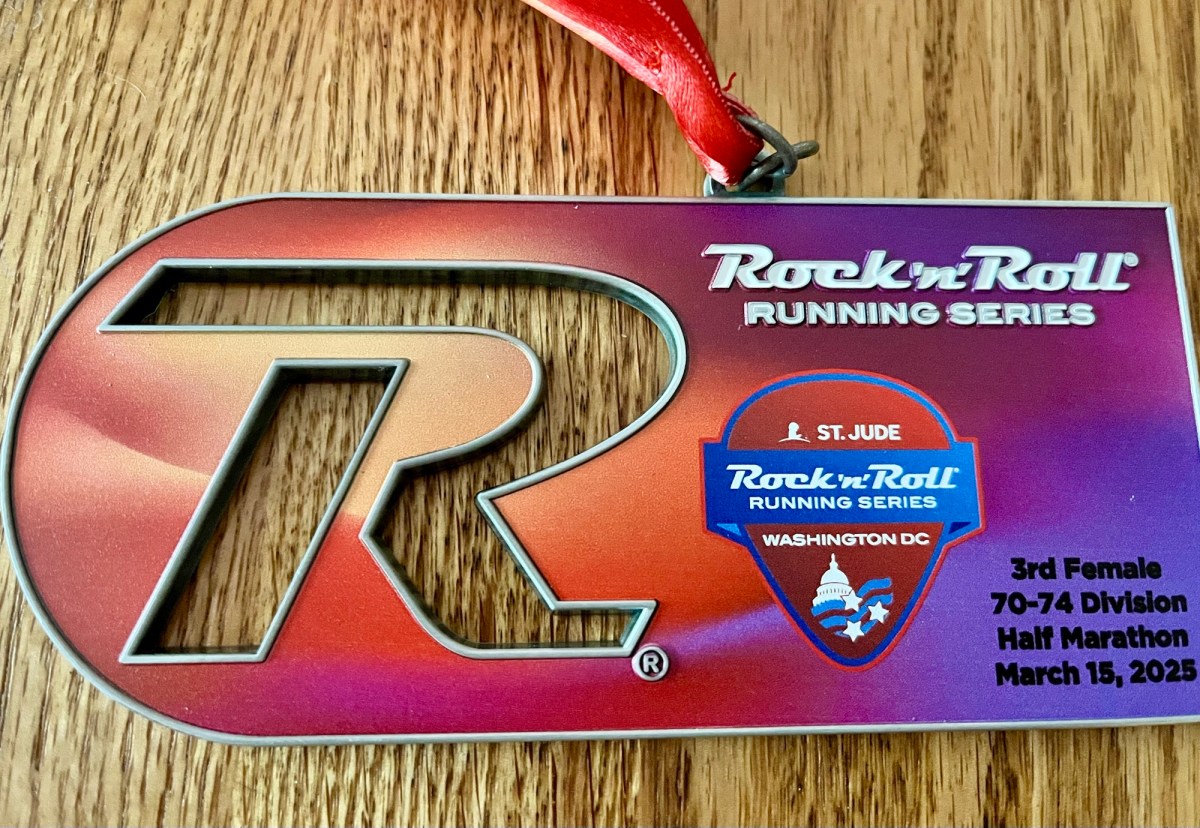 Rock 'n' Roll®
RUNNING SERIES
ST. JUDE
Rock 'n' Roll®
RUNNING SERIES
WASHINGTON DC
3rd Female
70-74 Division
Half Marathon
March 15, 2025
R®